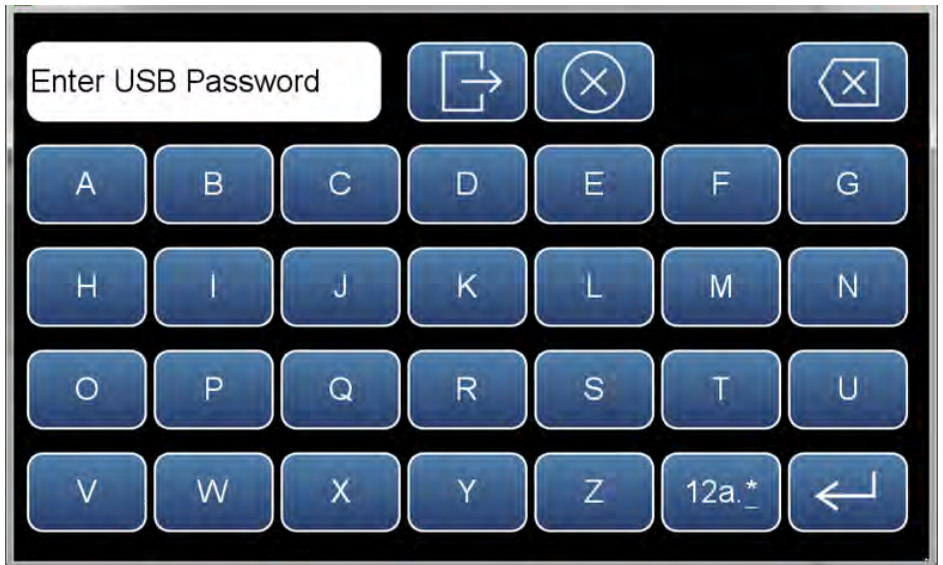 Enter USB Password
A B C D E F G
H I J K L M N
O P Q R S T U
V W X Y Z 12a.*_